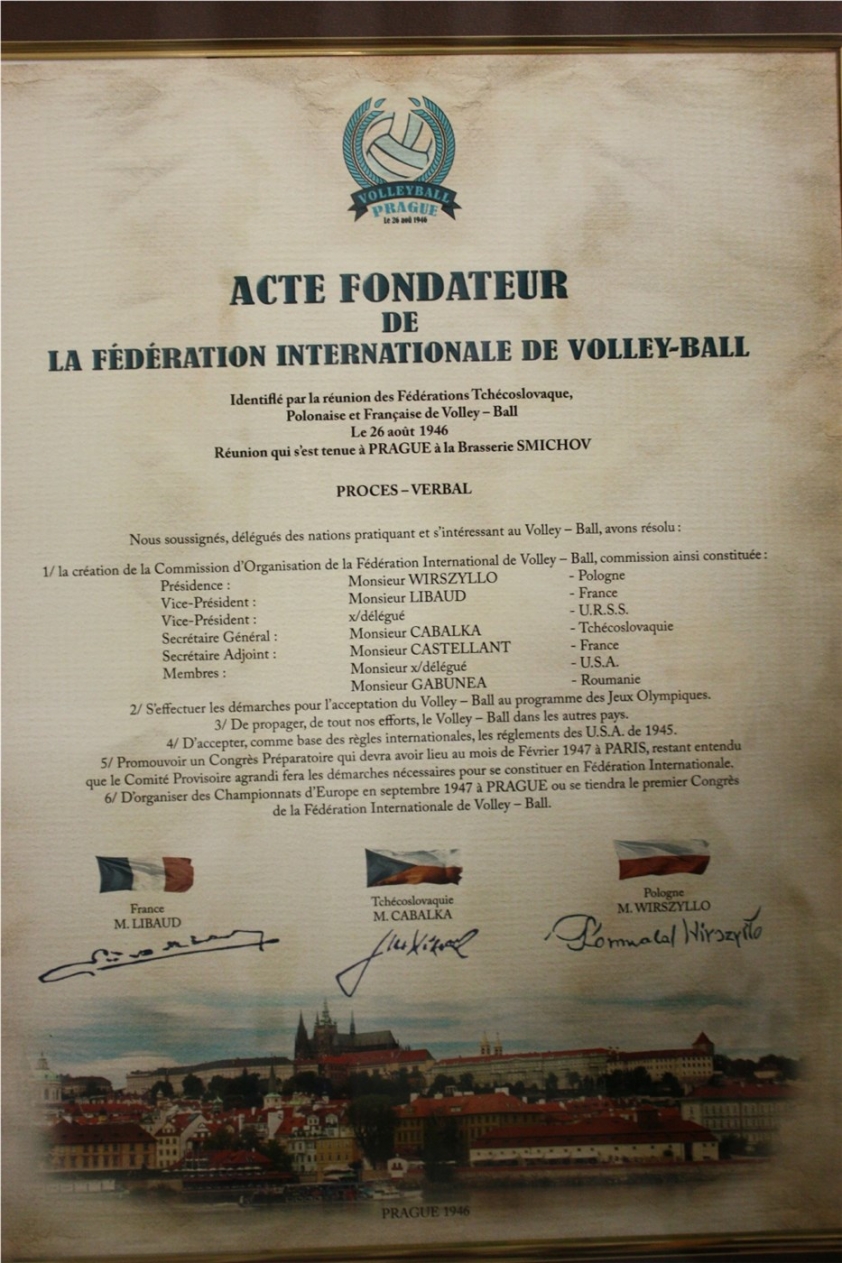 VOLLEYBALL
PRAGUE
Le 26 aoû 1946
ACTE FONDATEUR
DE
LA FÉDÉRATION INTERNATIONALE DE VOLLEY-BALL
Identifié par la réunion des Fédérations Tchécoslovaque,
Polonaise et Française de Volley – Ball
Le 26 août 1946
Réunion qui s'est tenue à PRAGUE à la Brasserie SMICHOV
PROCES – VERBAL
Nous soussignés, délégués des nations pratiquant et s'intéressant au Volley – Ball, avons résolu :
1/ la création de la Commission d'Organisation de la Fédération International de Volley – Ball, commission ainsi constituée :
Présidence : Monsieur WIRSZYLLO - Pologne
Vice-Président : Monsieur LIBAUD - France
Vice-Président : x/délégué - U.R.S.S.
Secrétaire Général : Monsieur CABALKA - Tchécoslovaquie
Secrétaire Adjoint : Monsieur CASTELLANT - France
Membres : Monsieur x/délégué - U.S.A.
Monsieur GABUNEA - Roumanie
2/ S'effectuer les démarches pour l'acceptation du Volley – Ball au programme des Jeux Olympiques.
3/ De propager, de tout nos efforts, le Volley – Ball dans les autres pays.
4/ D'accepter, comme base des règles internationales, les réglements des U.S.A. de 1945.
5/ Promouvoir un Congrès Préparatoire qui devra avoir lieu au mois de Février 1947 à PARIS, restant entendu
que le Comité Provisoire agrandi fera les démarches nécessaires pour se constituer en Fédération Internationale.
6/ D'organiser des Championnats d'Europe en septembre 1947 à PRAGUE ou se tiendra le premier Congrès
de la Fédération Internationale de Volley – Ball.
France
M. LIBAUD
Tchécoslovaquie
M. CABALKA
Pologne
M. WIRSZYLLO
Romuald Wirszyłło
PRAGUE 1946